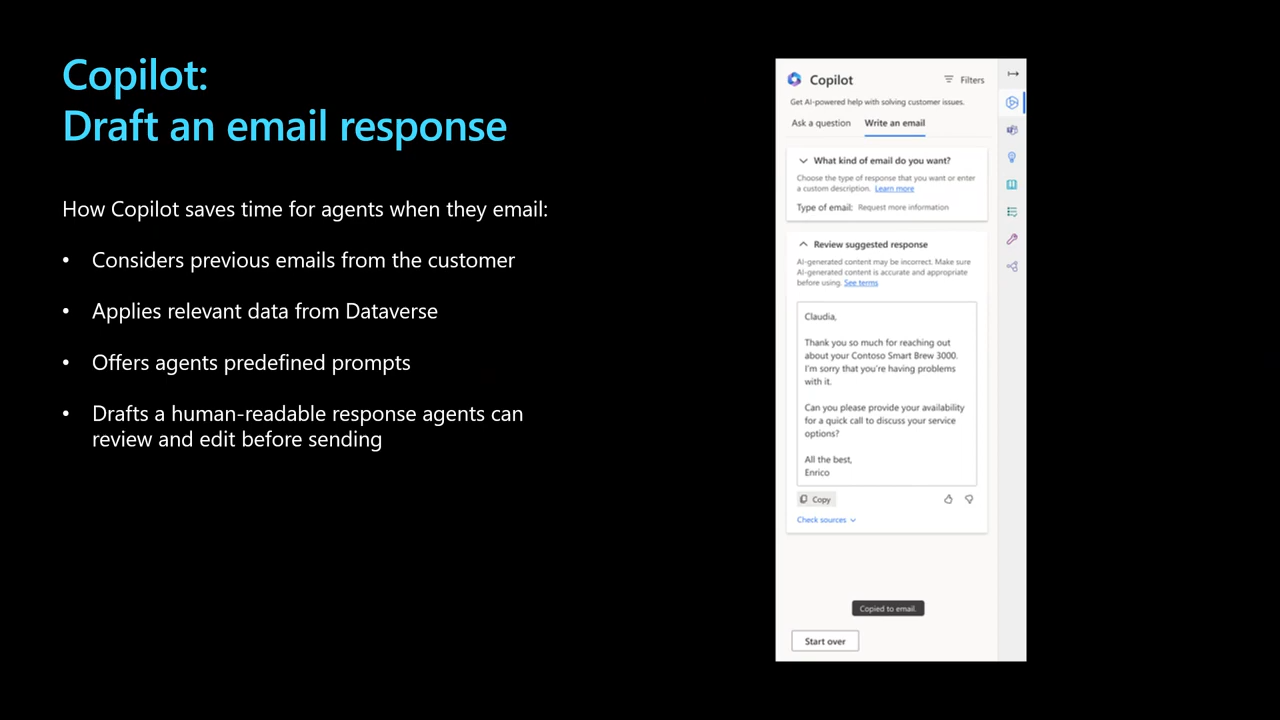 Copilot:
Draft an email response
How Copilot saves time for agents when they email:
• Considers previous emails from the customer
• Applies relevant data from Dataverse
• Offers agents predefined prompts
• Drafts a human-readable response agents can
review and edit before sending
Copilot
Filters
Get AI-powered help with solving customer issues.
Ask a question Write an email
What kind of email do you want?
Choose the type of response that you want or enter
a custom description. Learn more
Type of email: Request more information
Review suggested response
AI-generated content may be incorrect. Make sure
AI-generated content is accurate and appropriate
before using. See terms
Claudia,
Thank you so much for reaching out
about your Contoso Smart Brew 3000.
I'm sorry that you're having problems
with it.
Can you please provide your availability
for a quick call to discuss your service
options?
All the best,
Enrico
Copy
Check sources
Copied to email.
Start over